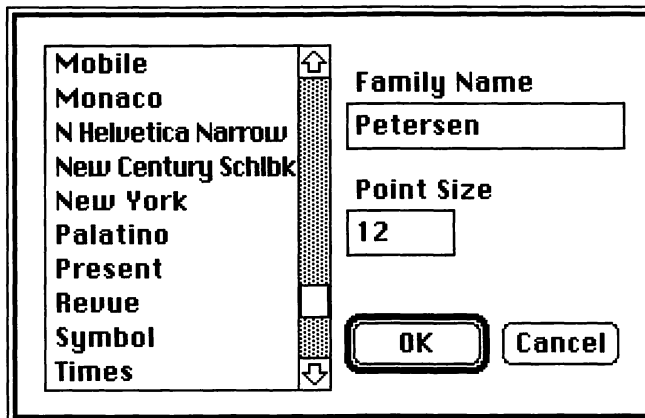 Mobile
Monaco
N Helvetica Narrow
New Century Schlbk
New York
Palatino
Present
Revue
Symbol
Times
Family Name
Petersen
Point Size
12
OK
Cancel